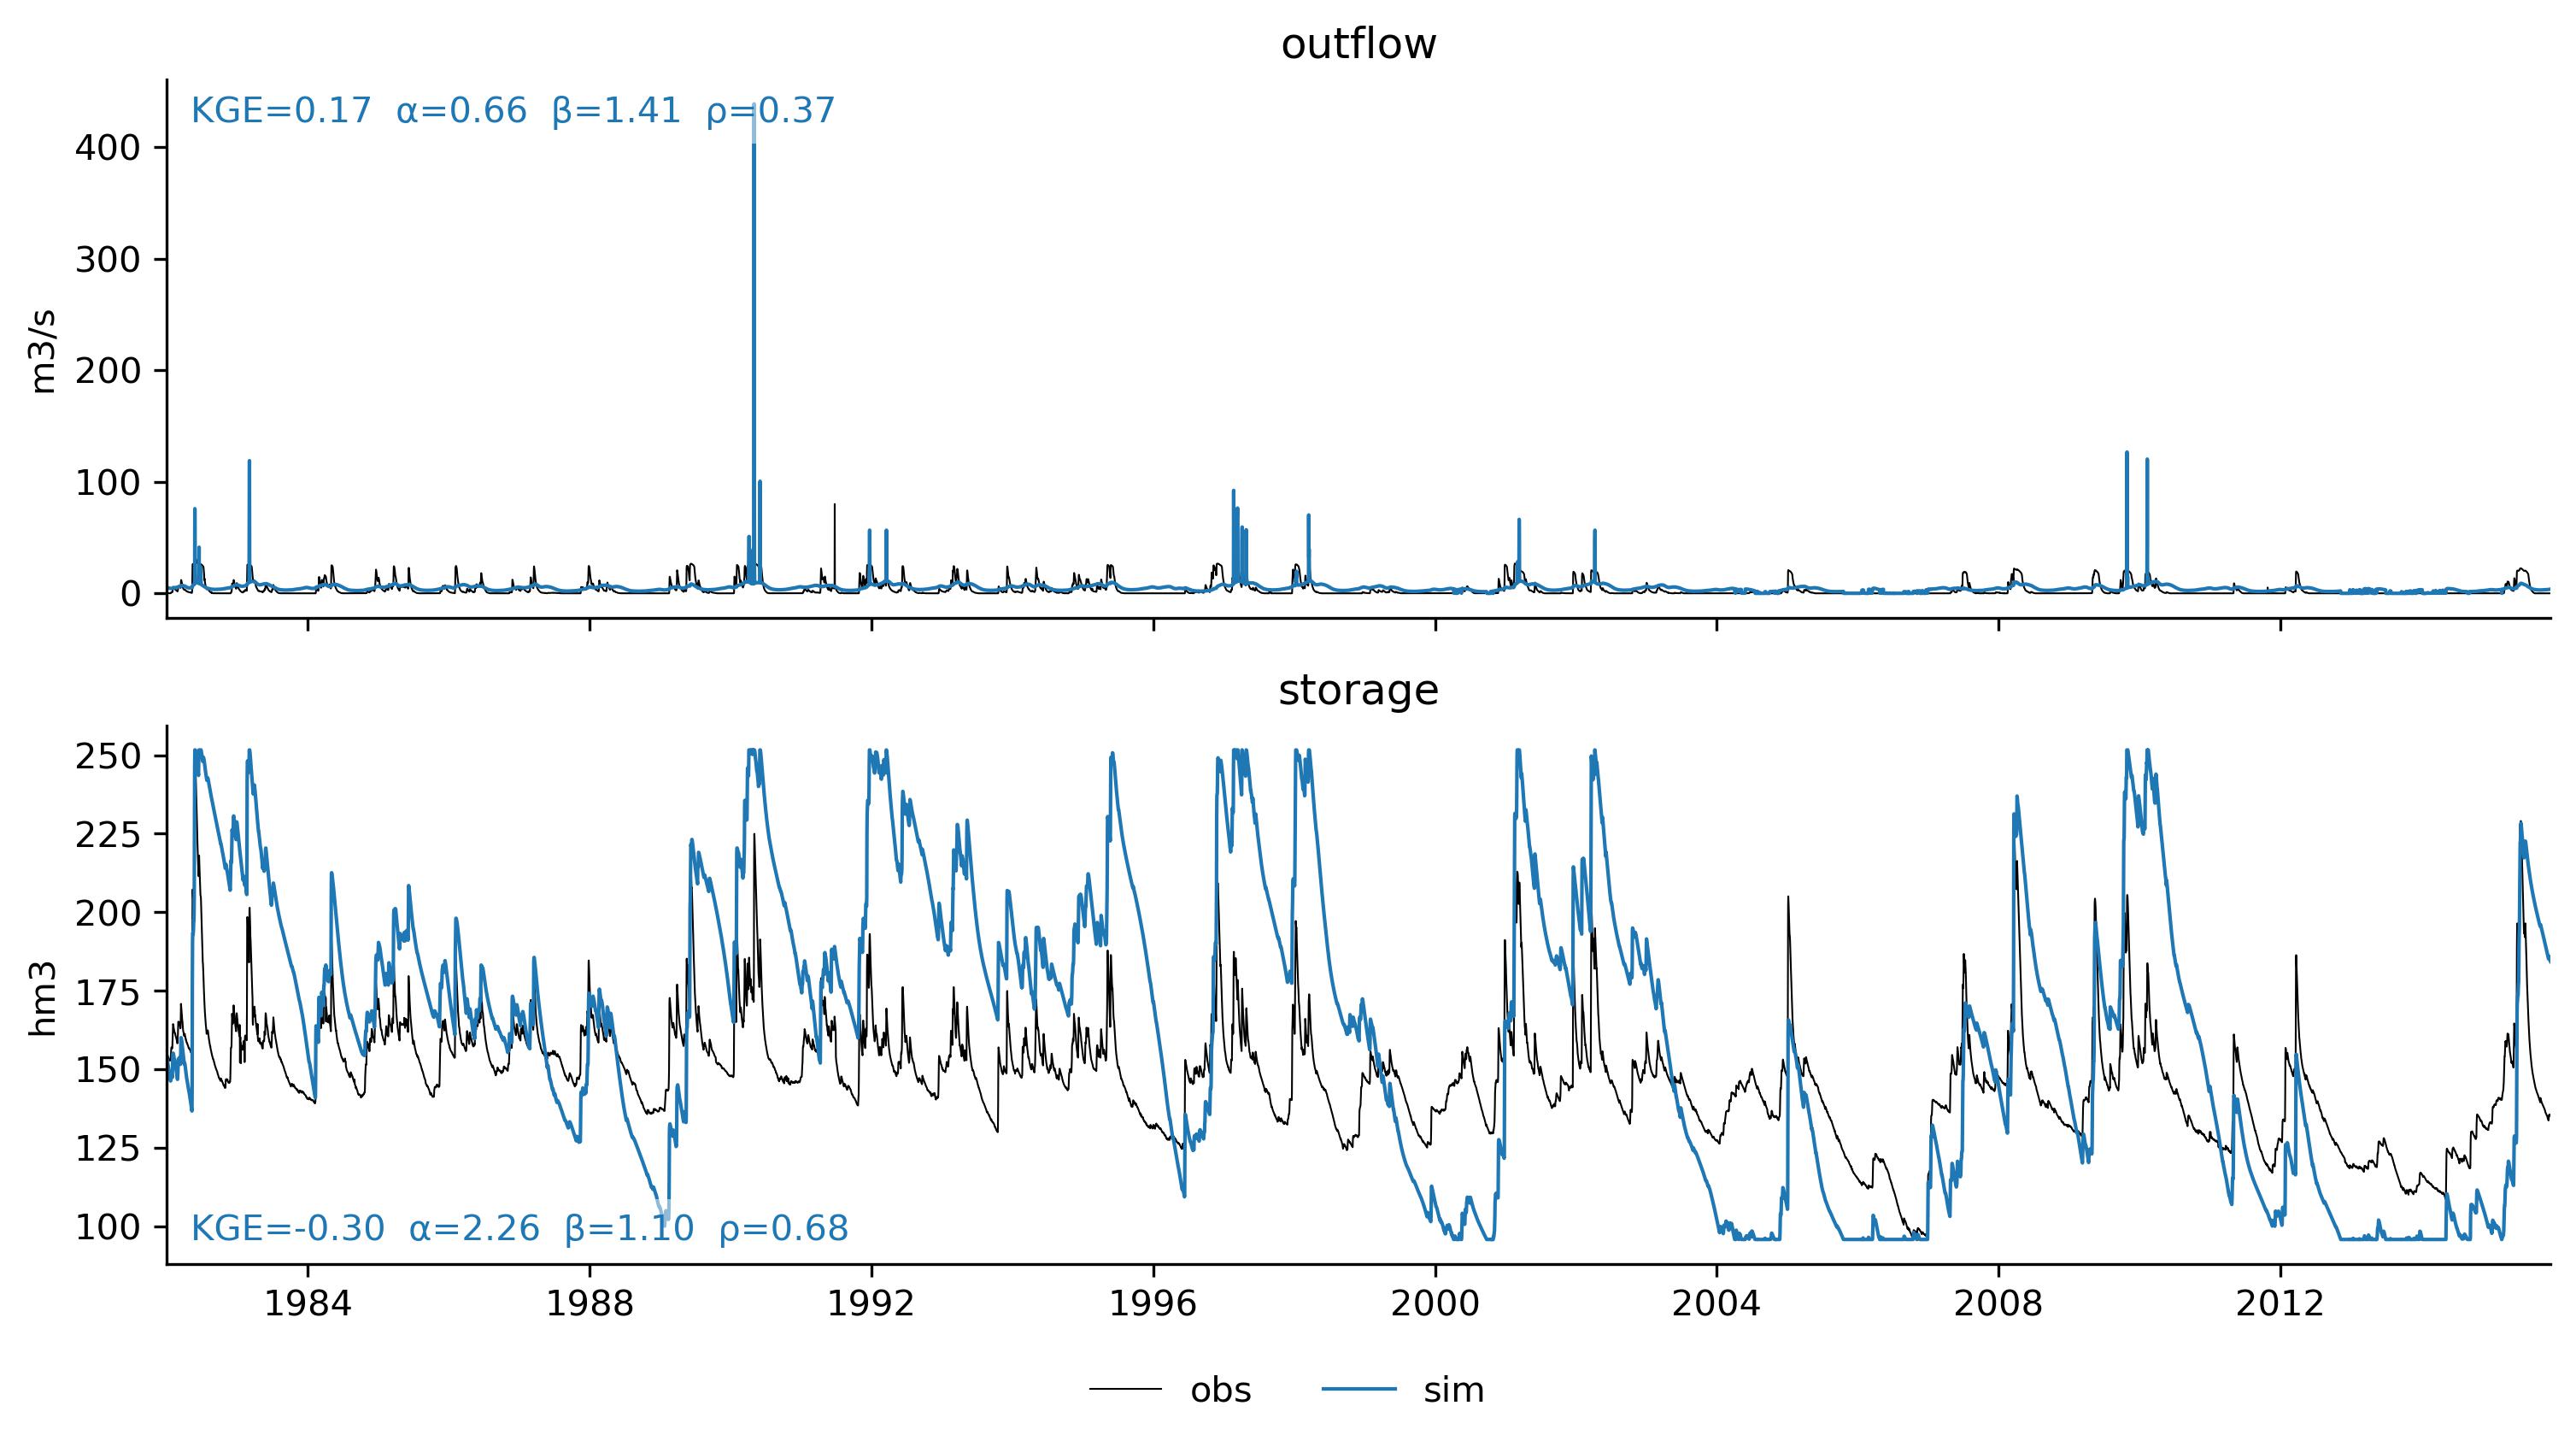 outflow
KGE=0.17 α=0.66 β=1.41 ρ=0.37
400
300
200
100
0
m3/s
storage
250
225
200
175
150
125
100
hm3
KGE=-0.30 α=2.26 β=1.10 ρ=0.68
1984 1988 1992 1996 2000 2004 2008 2012
obs sim